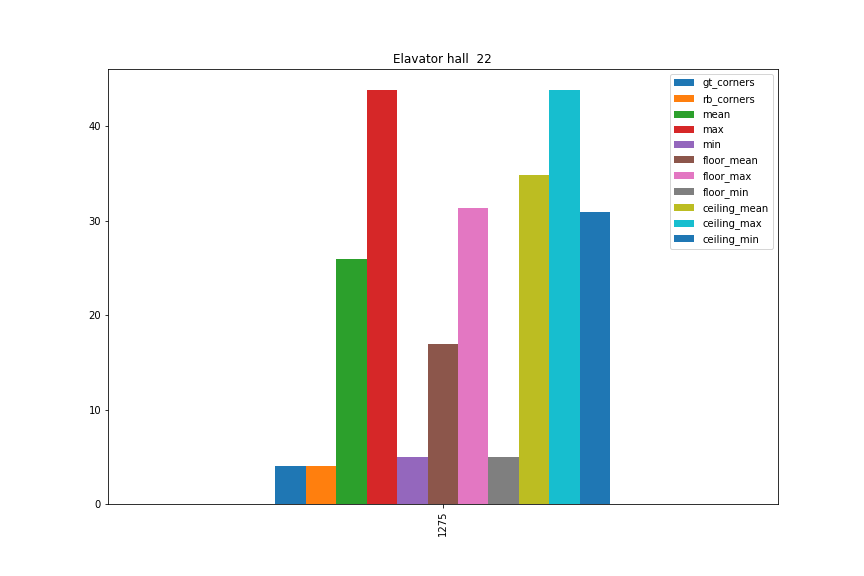 Elavator hall  22
gt_corners
rb_corners
mean
max
min
floor_mean
floor_max
floor_min
ceiling_mean
ceiling_max
ceiling_min
40
30
20
10
0
1275